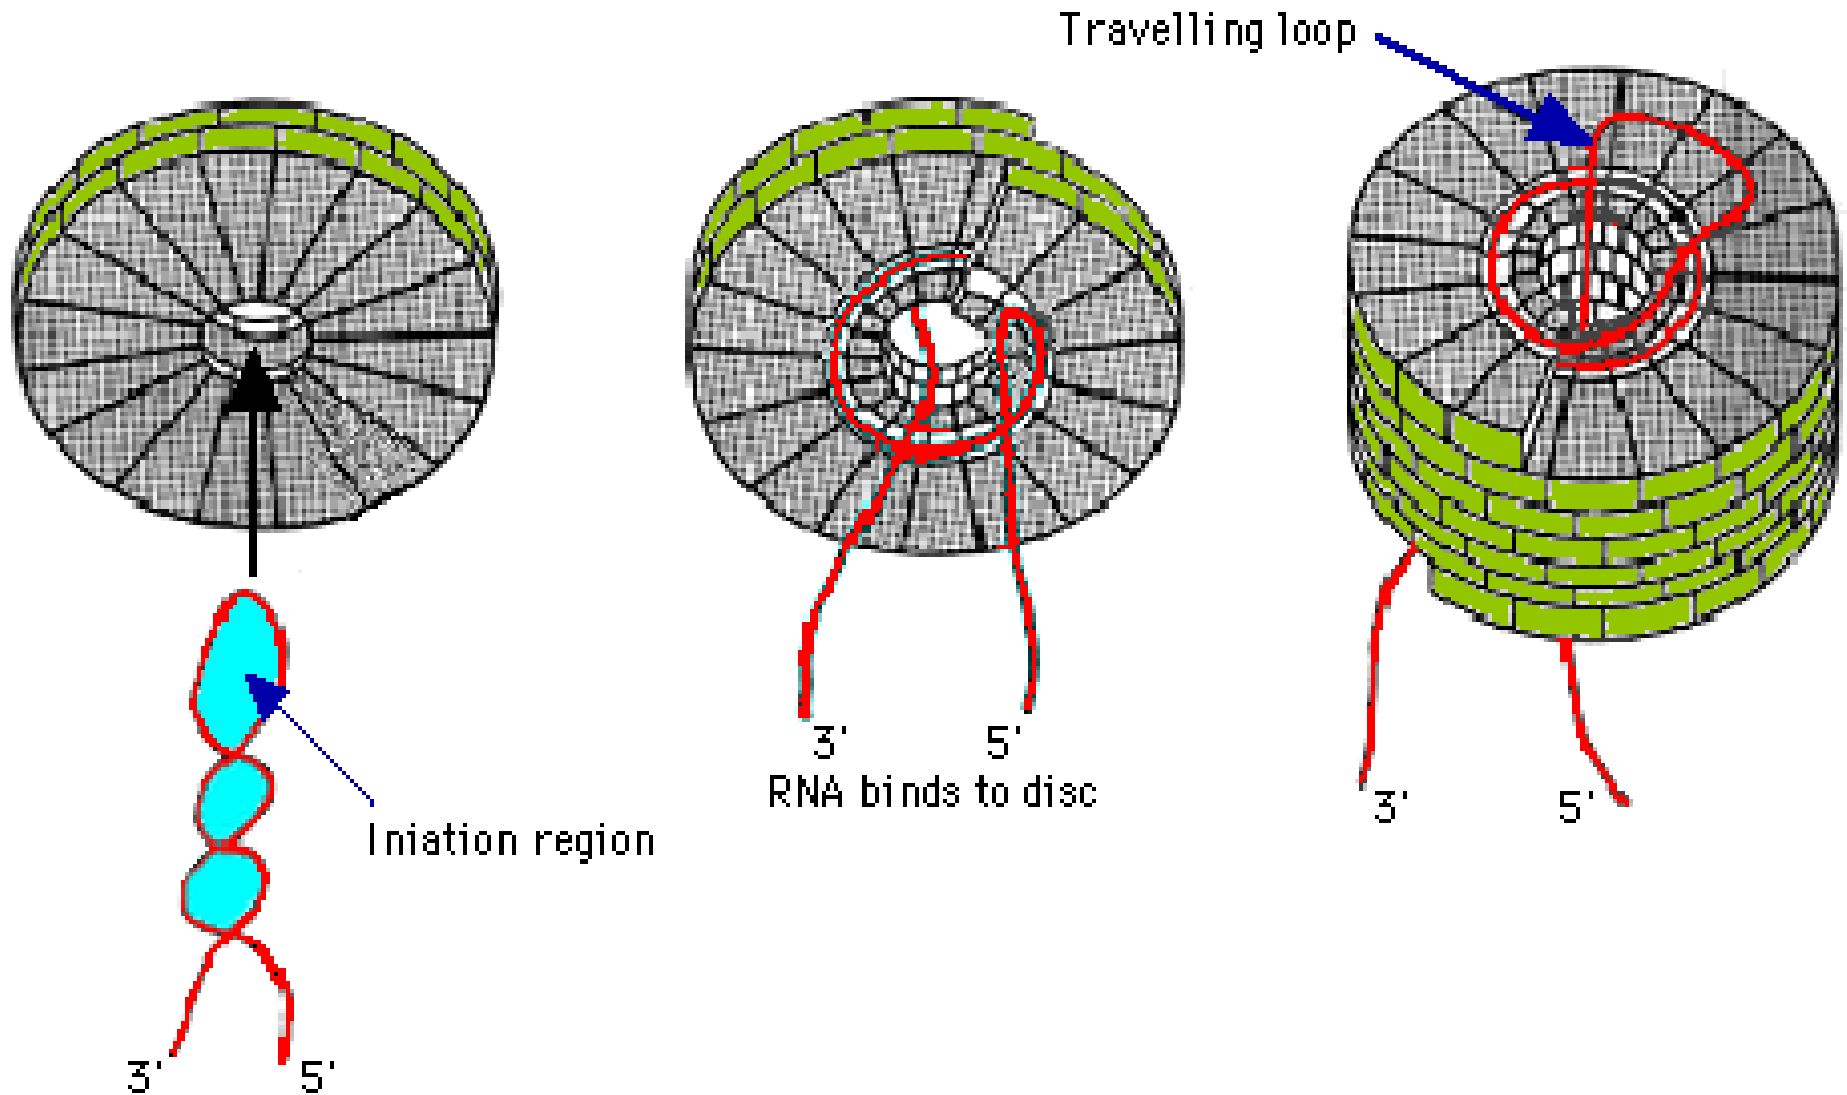 Travelling loop
3'
5'
RNA binds to disc
3'
5'
Iniation region
3'
5'